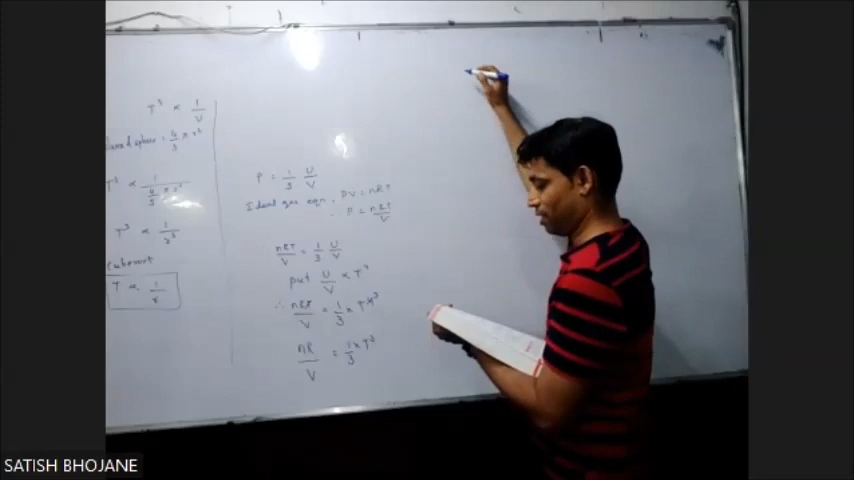 T³ ∝ 1/V
sphere = 4/3 π r³
T³ ∝ 1/(4/3 π r³)
T³ ∝ 1/r³
cuberoot
T ∝ 1/r
P = 1/3 U/V
Ideal gas eqn. PV = nRT
∴ P = nRT/V
nRT/V = 1/3 U/V
put U/V ∝ T⁴
∴ nRT/V = 1/3 × T⁴ ³
nR/V = 1/3 × T³
SATISH BHOJANE